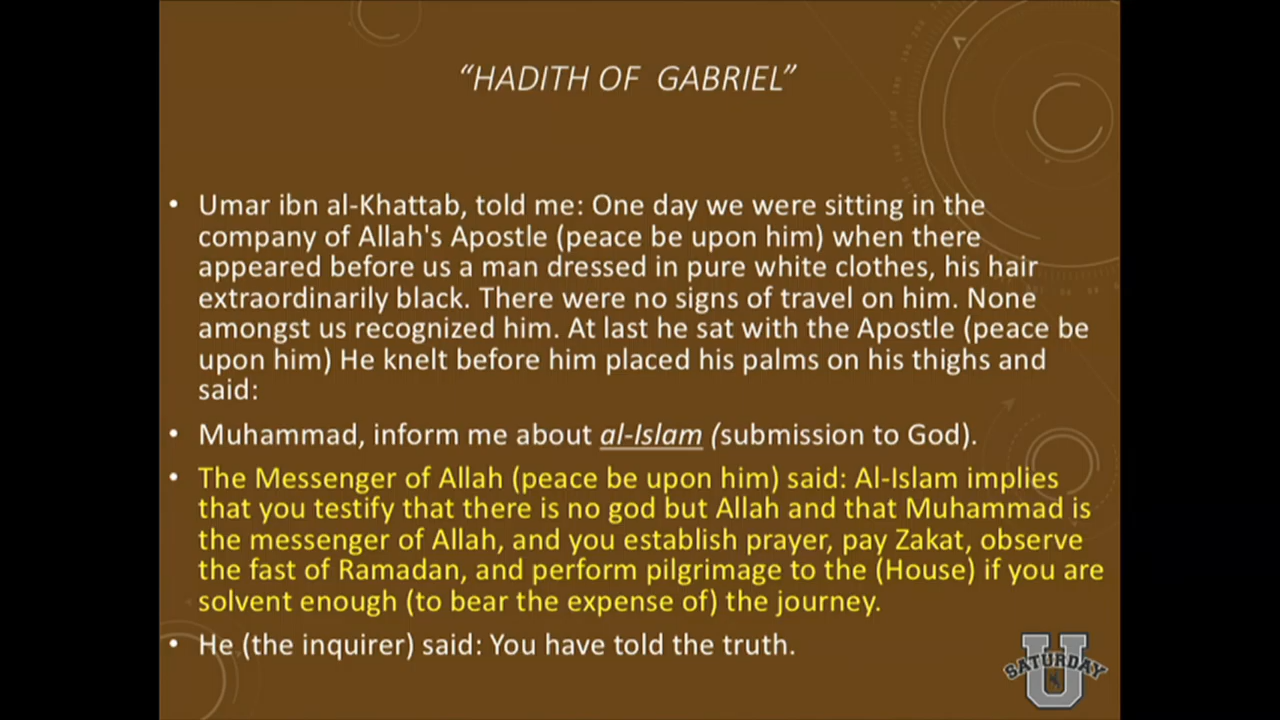 “HADITH OF GABRIEL”
• Umar ibn al-Khattab, told me: One day we were sitting in the
company of Allah's Apostle (peace be upon him) when there
appeared before us a man dressed in pure white clothes, his hair
extraordinarily black. There were no signs of travel on him. None
amongst us recognized him. At last he sat with the Apostle (peace be
upon him) He knelt before him placed his palms on his thighs and
said:
• Muhammad, inform me about al-Islam (submission to God).
• The Messenger of Allah (peace be upon him) said: Al-Islam implies
that you testify that there is no god but Allah and that Muhammad is
the messenger of Allah, and you establish prayer, pay Zakat, observe
the fast of Ramadan, and perform pilgrimage to the (House) if you are
solvent enough (to bear the expense of) the journey.
• He (the inquirer) said: You have told the truth.
SATURDAY
U